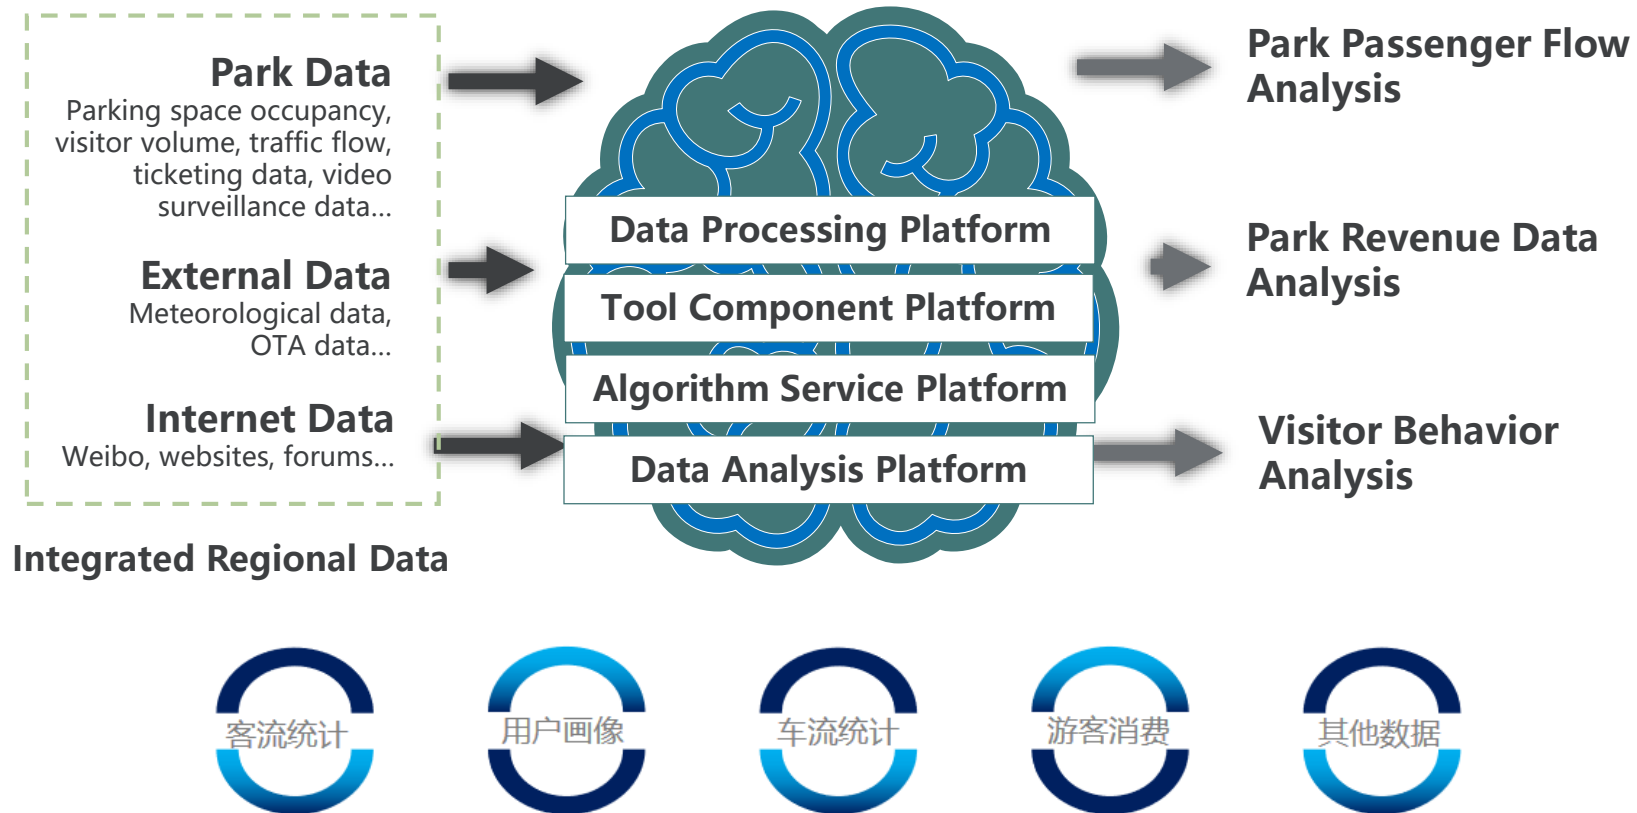 Park Data
Parking space occupancy,
visitor volume, traffic flow,
ticketing data, video
surveillance data...
External Data
Meteorological data,
OTA data...
Internet Data
Weibo, websites, forums...
Integrated Regional Data
Data Processing Platform
Tool Component Platform
Algorithm Service Platform
Data Analysis Platform
Park Passenger Flow
Analysis
Park Revenue Data
Analysis
Visitor Behavior
Analysis
客流统计
用户画像
车流统计
游客消费
其他数据